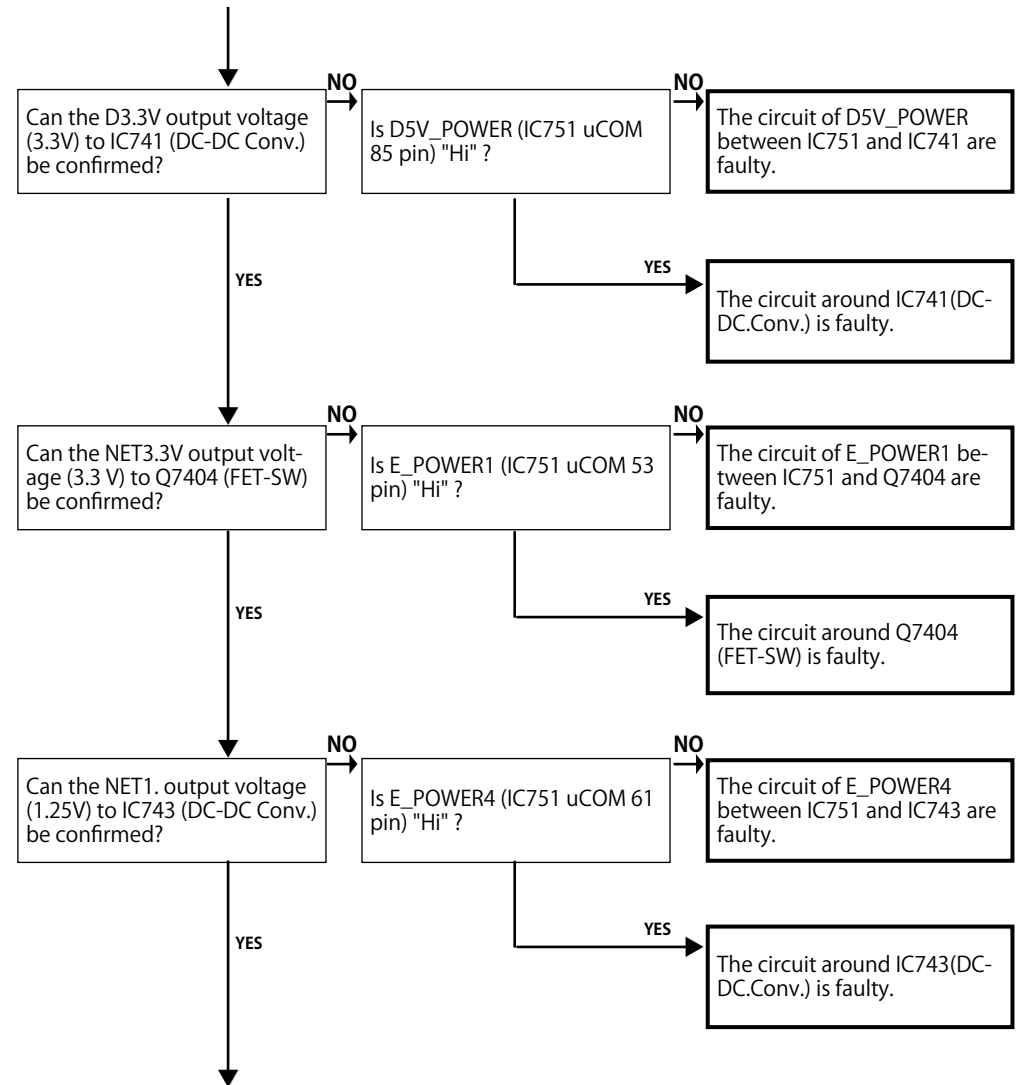 NO
NO
Can the D3.3V output voltage
(3.3V) to IC741 (DC-DC Conv.)
be confirmed?
Is D5V_POWER (IC751 uCOM
85 pin) "Hi" ?
The circuit of D5V_POWER
between IC751 and IC741 are
faulty.
YES
YES
The circuit around IC741(DC-
DC.Conv.) is faulty.
NO
NO
Can the NET3.3V output volt-
age (3.3 V) to Q7404 (FET-SW)
be confirmed?
Is E_POWER1 (IC751 uCOM 53
pin) "Hi" ?
The circuit of E_POWER1 be-
tween IC751 and Q7404 are
faulty.
YES
YES
The circuit around Q7404
(FET-SW) is faulty.
NO
NO
Can the NET1. output voltage
(1.25V) to IC743 (DC-DC Conv.)
be confirmed?
Is E_POWER4 (IC751 uCOM 61
pin) "Hi" ?
The circuit of E_POWER4
between IC751 and IC743 are
faulty.
YES
YES
The circuit around IC743(DC-
DC.Conv.) is faulty.